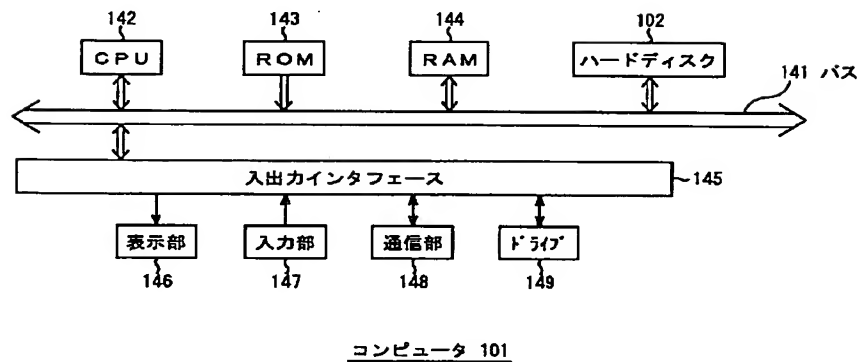 142 143 144 102
CPU ROM RAM ハードディスク
141 バス
入出力インタフェース 145
表示部 入力部 通信部 ドライブ
146 147 148 149
コンピュータ 101